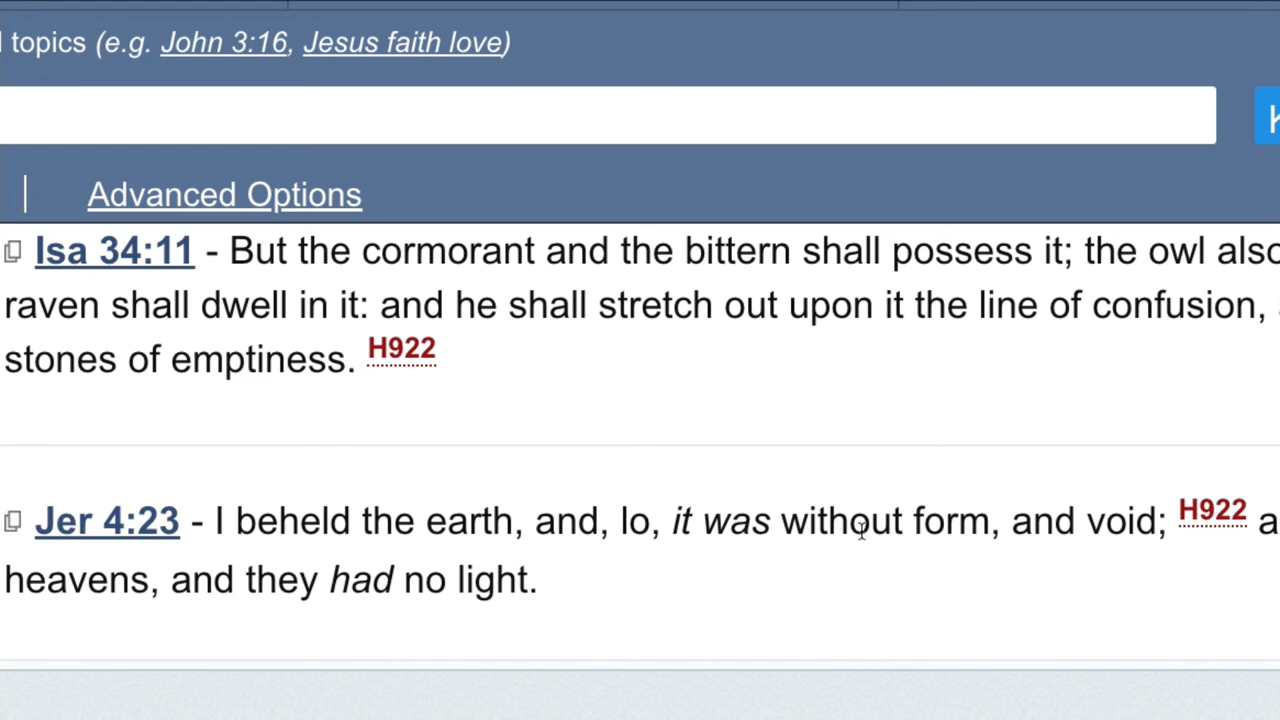 topics (e.g. John 3:16, Jesus faith love)
Advanced Options
Isa 34:11 - But the cormorant and the bittern shall possess it; the owl also
raven shall dwell in it: and he shall stretch out upon it the line of confusion,
stones of emptiness. H922
Jer 4:23 - I beheld the earth, and, lo, it was without form, and void; H922 a
heavens, and they had no light.